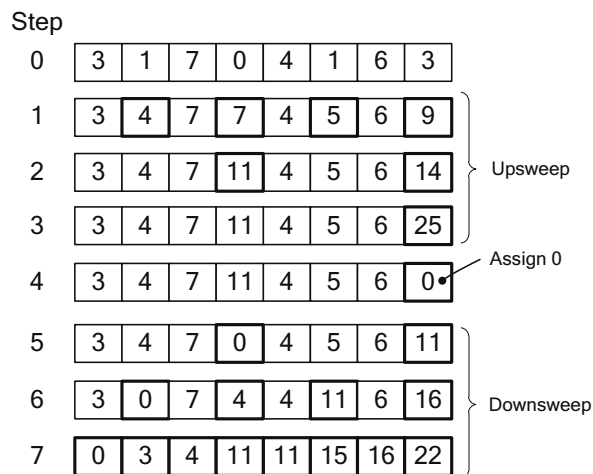 Step
0 3 1 7 0 4 1 6 3
1 3 4 7 7 4 5 6 9
2 3 4 7 11 4 5 6 14
Upsweep
3 3 4 7 11 4 5 6 25
Assign 0
4 3 4 7 11 4 5 6 0
5 3 4 7 0 4 5 6 11
6 3 0 7 4 4 11 6 16
Downsweep
7 0 3 4 11 11 15 16 22